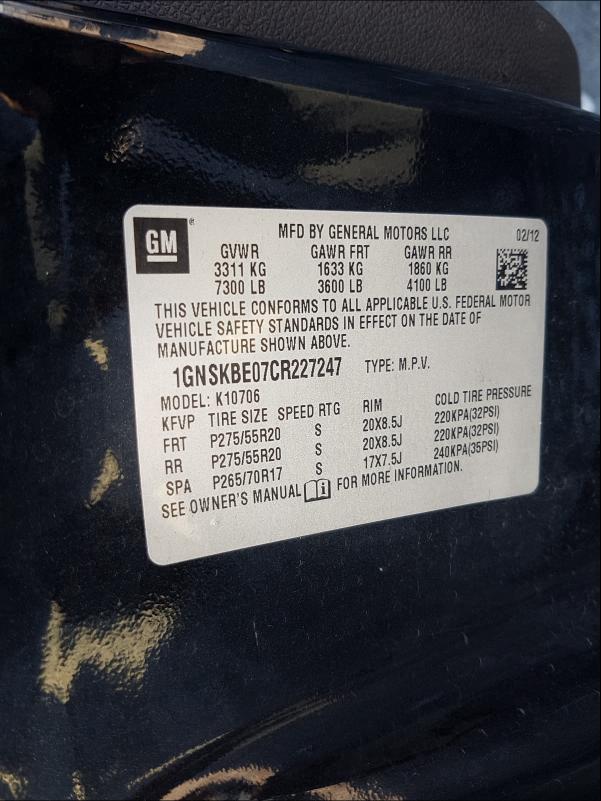 GM®
MFD BY GENERAL MOTORS LLC 02/12
GVWR GAWR FRT GAWR RR
3311 KG 1633 KG 1860 KG
7300 LB 3600 LB 4100 LB
THIS VEHICLE CONFORMS TO ALL APPLICABLE U.S. FEDERAL MOTOR
VEHICLE SAFETY STANDARDS IN EFFECT ON THE DATE OF
MANUFACTURE SHOWN ABOVE.
1GNSKBE07CR227247 TYPE: M.P.V.
MODEL: K10706
KFVP TIRE SIZE SPEED RTG RIM COLD TIRE PRESSURE
FRT P275/55R20 S 20X8.5J 220KPA(32PSI)
RR P275/55R20 S 20X8.5J 220KPA(32PSI)
SPA P265/70R17 S 17X7.5J 240KPA(35PSI)
SEE OWNER'S MANUAL FOR MORE INFORMATION.